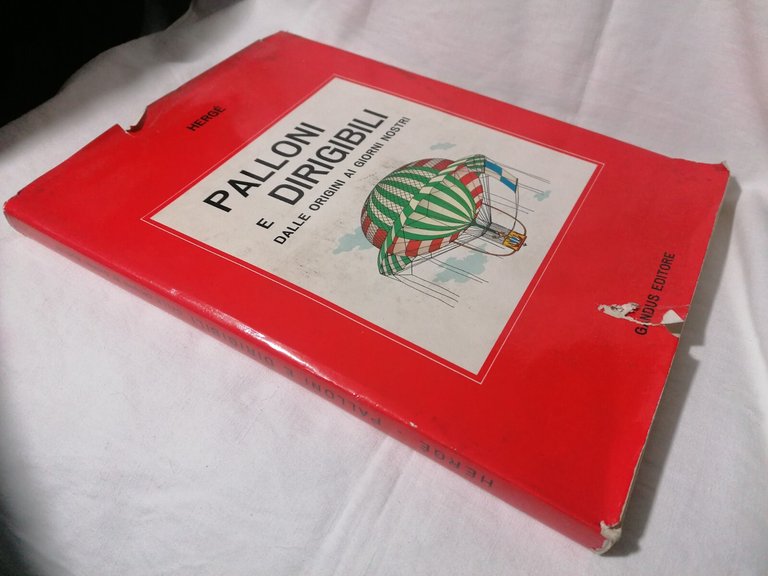 HERGÉ
PALLONI
E DIRIGIBILI
DALLE ORIGINI AI GIORNI NOSTRI
GANDUS EDITORE
HERGÉ - PALLONI E DIRIGIBILI